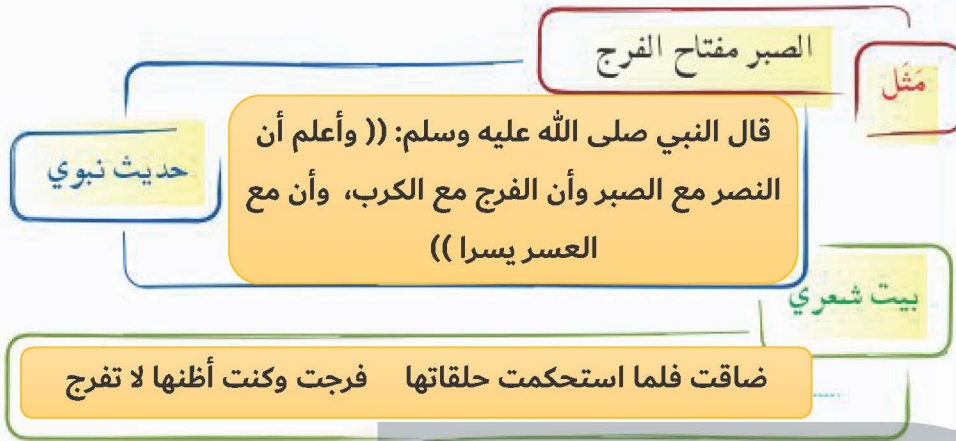 الصبر مفتاح الفرج
مَثَل
قال النبي صلى الله عليه وسلم: (( وأعلم أن
النصر مع الصبر وأن الفرج مع الكرب، وأن مع
العسر يسرا ))
حديث نبوي
بيت شعري
ضاقت فلما استحكمت حلقاتها فرجت وكنت أظنها لا تفرج